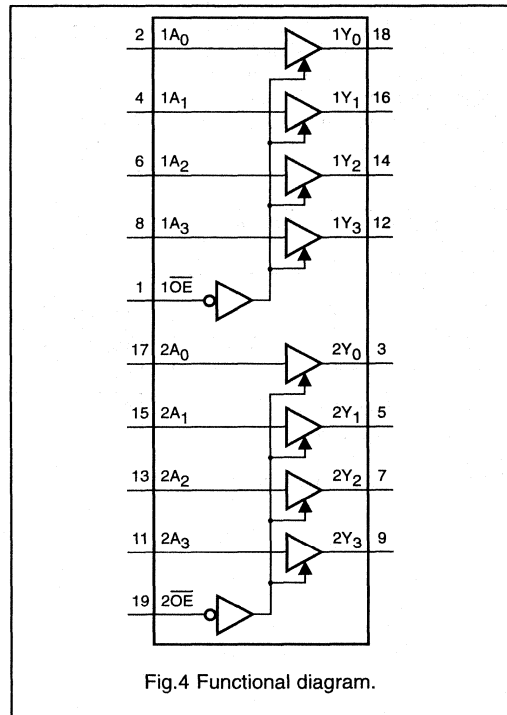 2 1A0 1Y0 18
4 1A1 1Y1 16
6 1A2 1Y2 14
8 1A3 1Y3 12
1 1O̅E̅
17 2A0 2Y0 3
15 2A1 2Y1 5
13 2A2 2Y2 7
11 2A3 2Y3 9
19 2O̅E̅
Fig.4 Functional diagram.